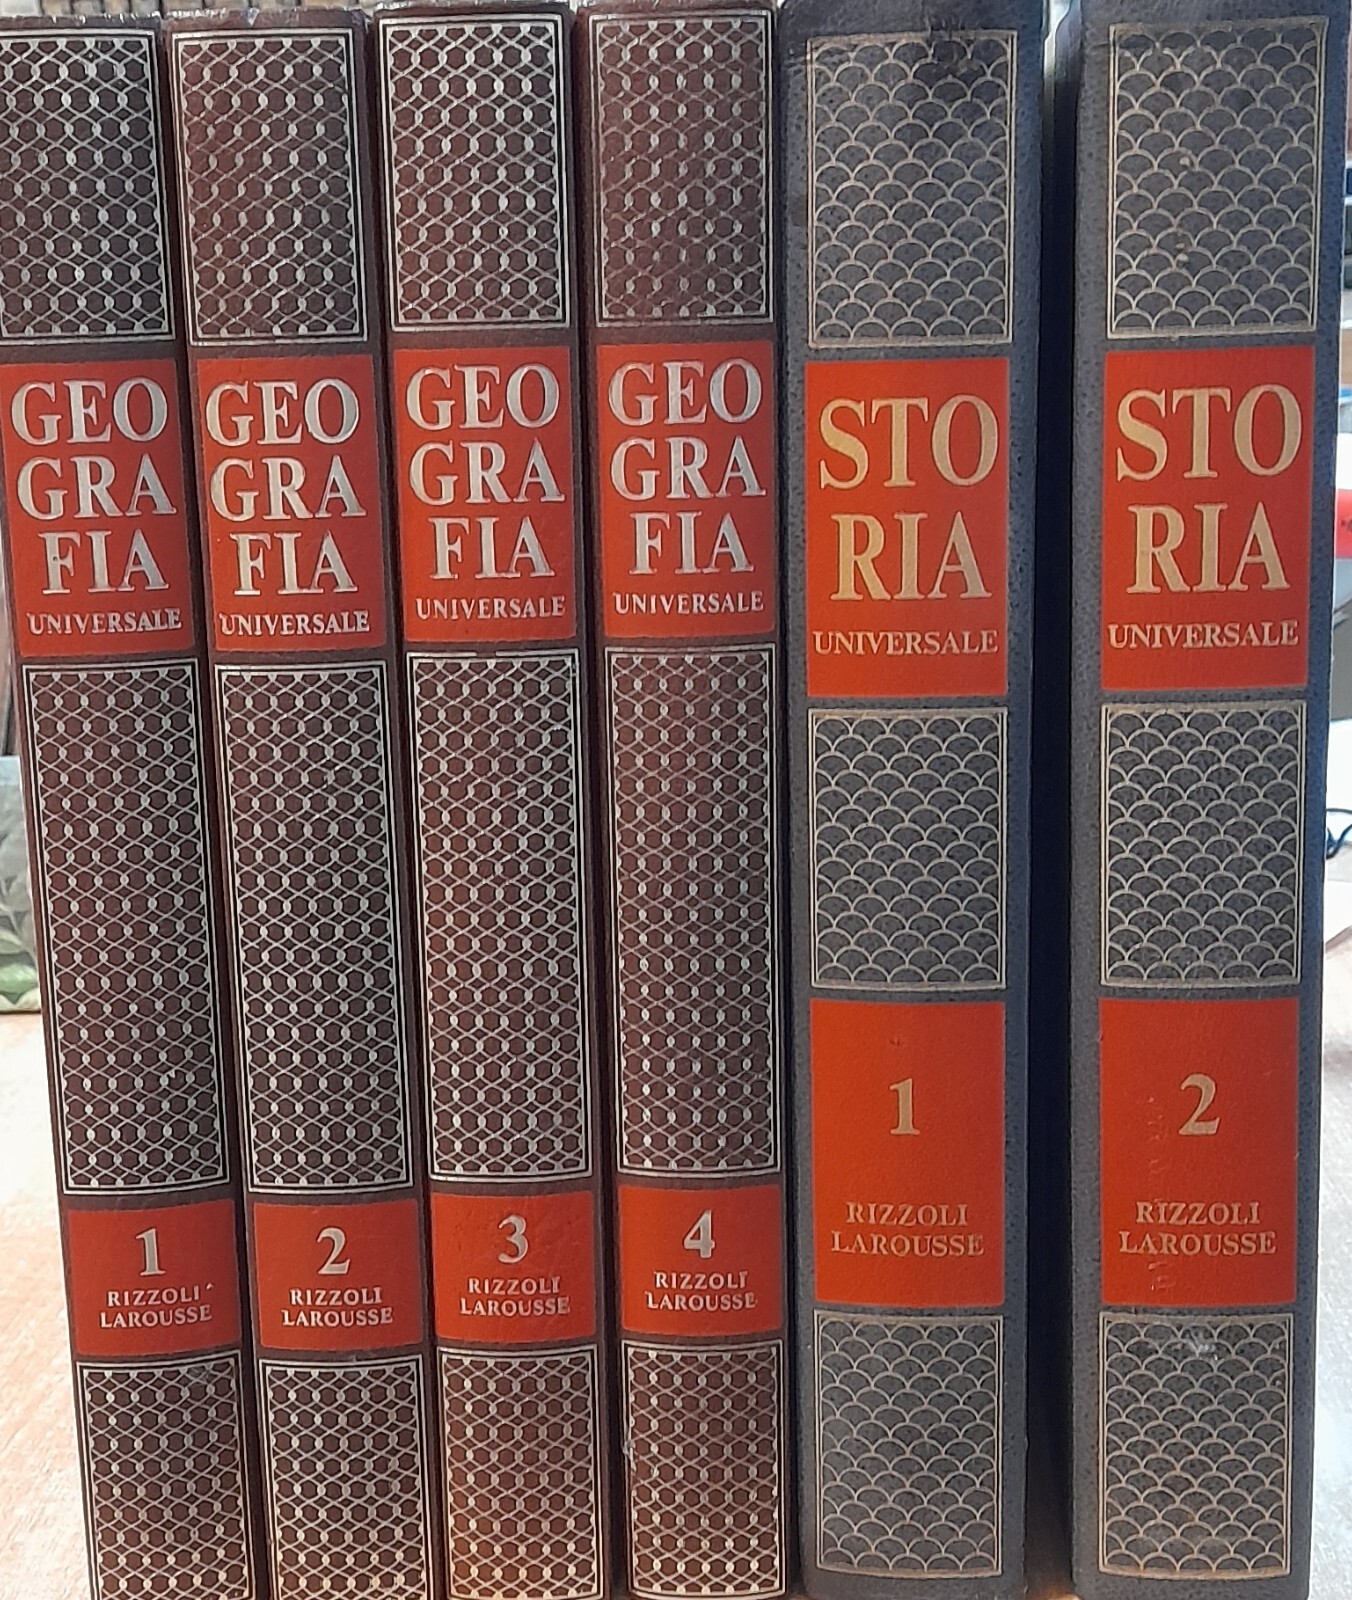 GEO
GRA
FIA
UNIVERSALE
1
RIZZOLI
LAROUSSE
GEO
GRA
FIA
UNIVERSALE
2
RIZZOLI
LAROUSSE
GEO
GRA
FIA
UNIVERSALE
3
RIZZOLI
LAROUSSE
GEO
GRA
FIA
UNIVERSALE
4
RIZZOLI
LAROUSSE
STO
RIA
UNIVERSALE
1
RIZZOLI
LAROUSSE
STO
RIA
UNIVERSALE
2
RIZZOLI
LAROUSSE